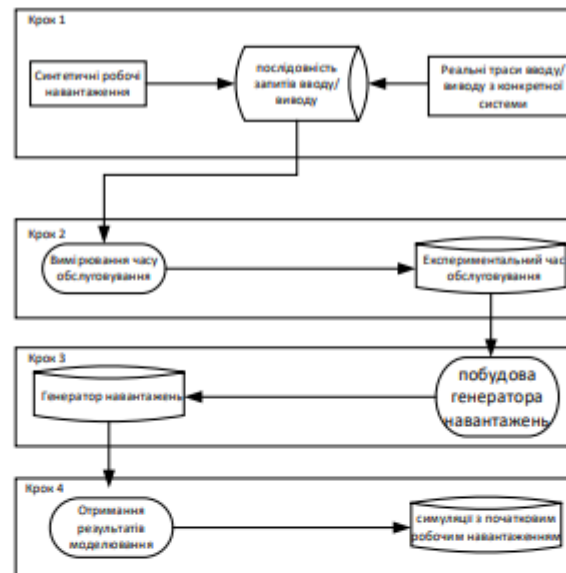 Крок 1
Синтетичні робочі
навантаження
послідовність
запитів вводу/
виводу
Реальні траси вводу/
виводу з конкретної
системи
Крок 2
Вимірювання часу
обслуговування
Експериментальний час
обслуговування
Крок 3
Генератор навантажень
побудова
генератора
навантажень
Крок 4
Отримання
результатів
моделювання
симуляції з початковим
робочим навантаженням